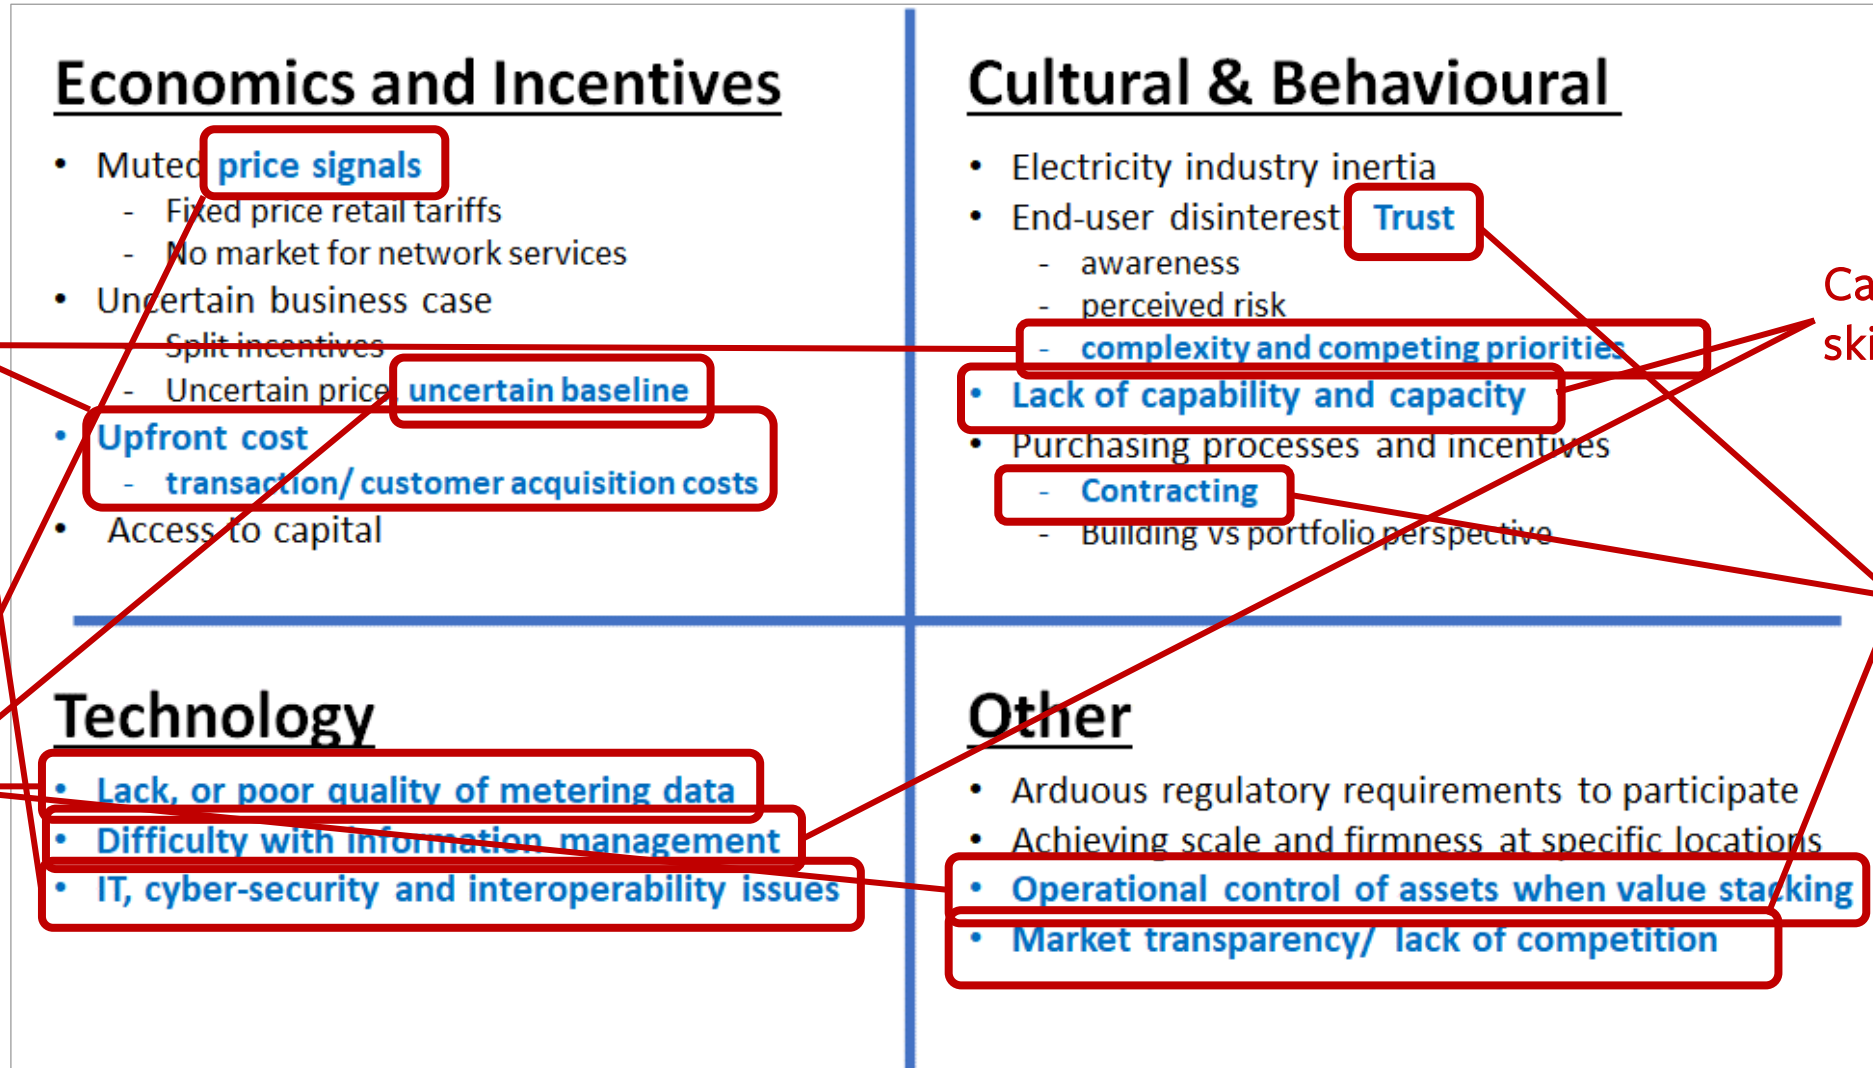 Economics and Incentives
• Muted price signals
- Fixed price retail tariffs
- No market for network services
• Uncertain business case
- Split incentives
- Uncertain price, uncertain baseline
• Upfront cost
- transaction/ customer acquisition costs
• Access to capital
Cultural & Behavioural
• Electricity industry inertia
• End-user disinterest. Trust
- awareness
- perceived risk
- complexity and competing priorities
• Lack of capability and capacity
• Purchasing processes and incentives
- Contracting
- Building vs portfolio perspective
Ca
ski
Technology
• Lack, or poor quality of metering data
• Difficulty with information management
• IT, cyber-security and interoperability issues
Other
• Arduous regulatory requirements to participate
• Achieving scale and firmness at specific locations
• Operational control of assets when value stacking
• Market transparency/ lack of competition